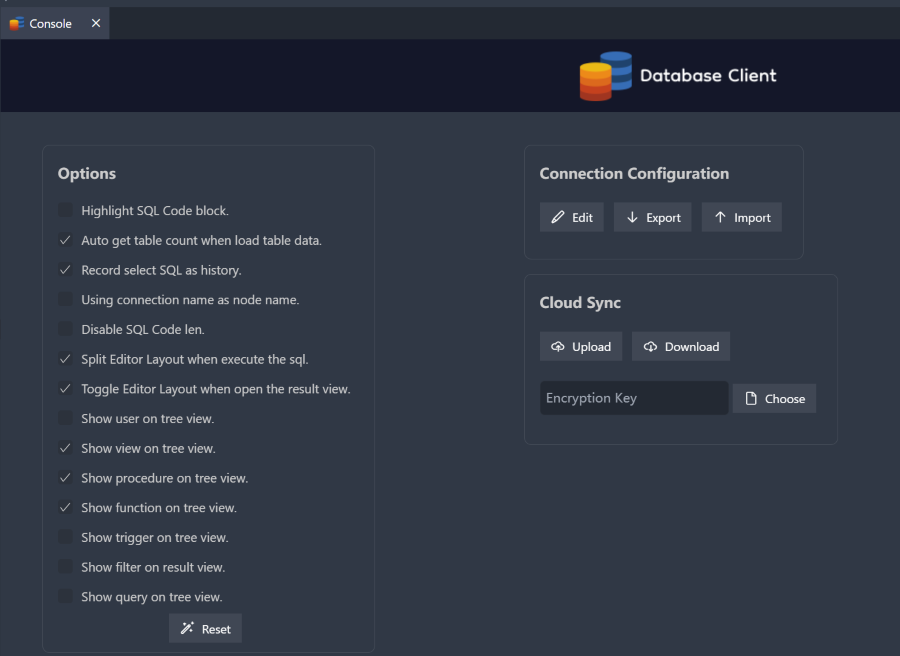 Console
Database Client
Options
Highlight SQL Code block.
Auto get table count when load table data.
Record select SQL as history.
Using connection name as node name.
Disable SQL Code len.
Split Editor Layout when execute the sql.
Toggle Editor Layout when open the result view.
Show user on tree view.
Show view on tree view.
Show procedure on tree view.
Show function on tree view.
Show trigger on tree view.
Show filter on result view.
Show query on tree view.
Reset
Connection Configuration
Edit Export Import
Cloud Sync
Upload Download
Encryption Key Choose